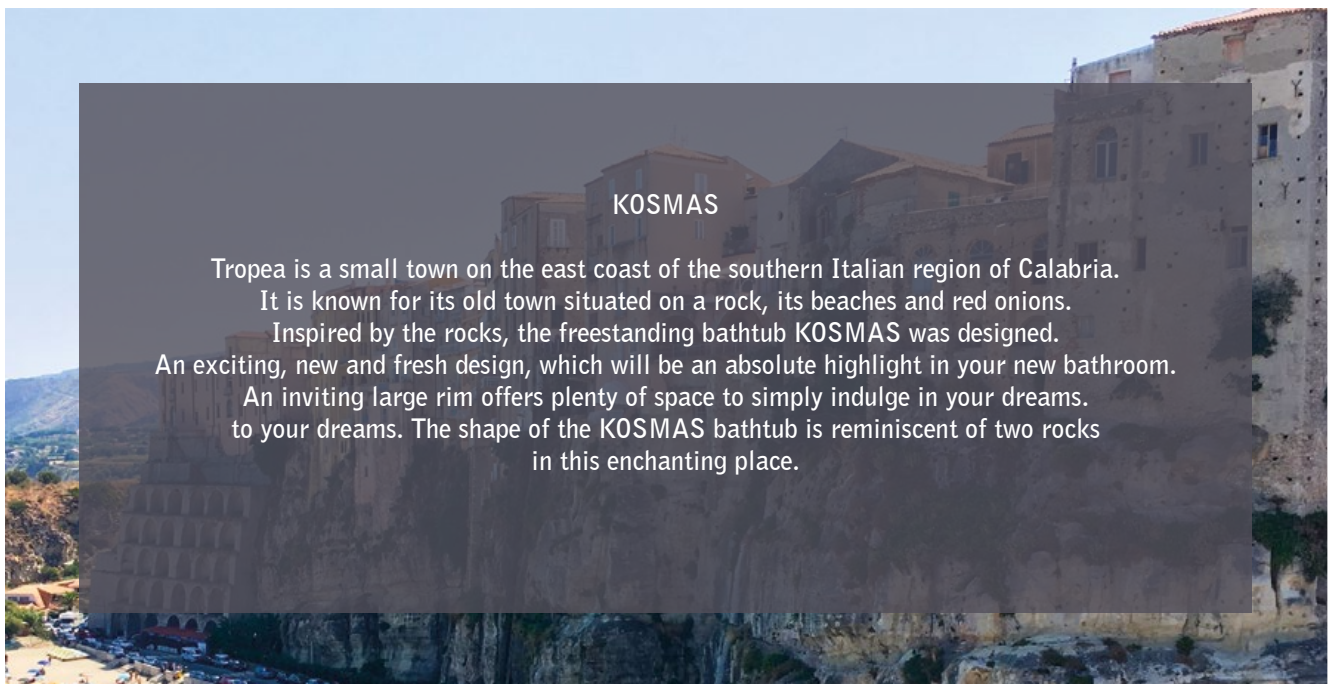 KOSMAS
Tropea is a small town on the east coast of the southern Italian region of Calabria.
It is known for its old town situated on a rock, its beaches and red onions.
Inspired by the rocks, the freestanding bathtub KOSMAS was designed.
An exciting, new and fresh design, which will be an absolute highlight in your new bathroom.
An inviting large rim offers plenty of space to simply indulge in your dreams.
to your dreams. The shape of the KOSMAS bathtub is reminiscent of two rocks
in this enchanting place.